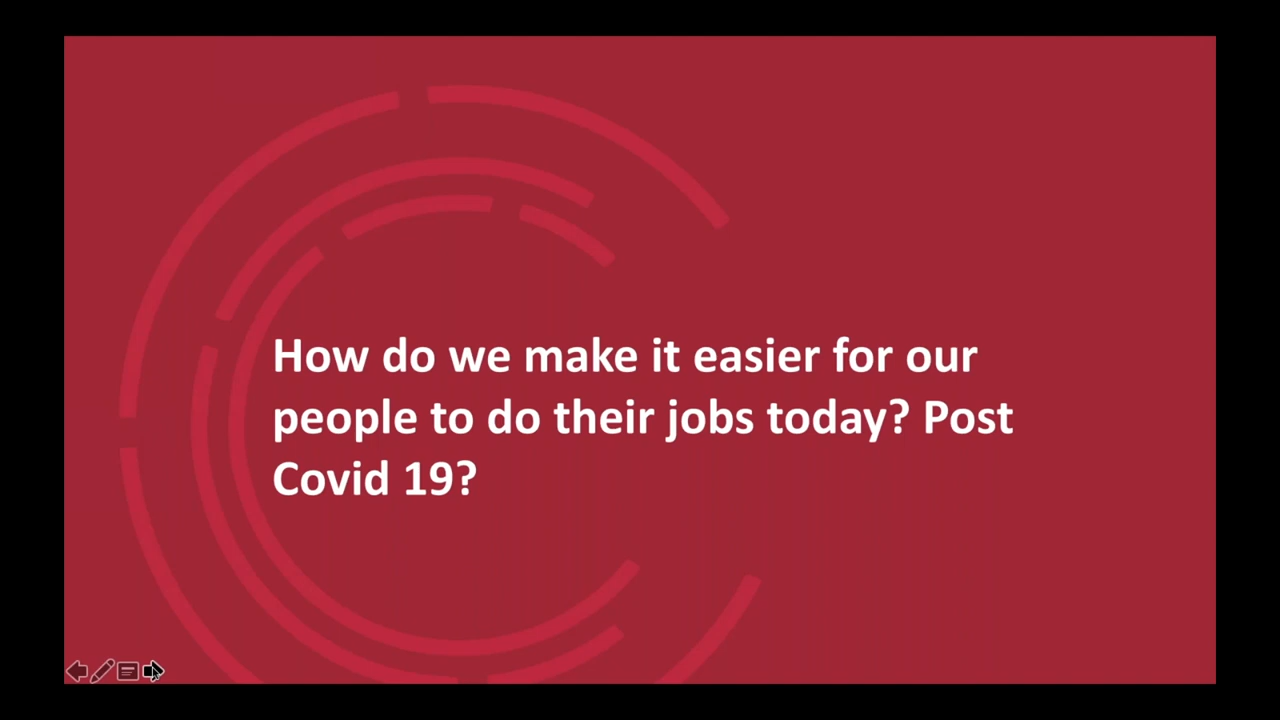 How do we make it easier for our
people to do their jobs today? Post
Covid 19?